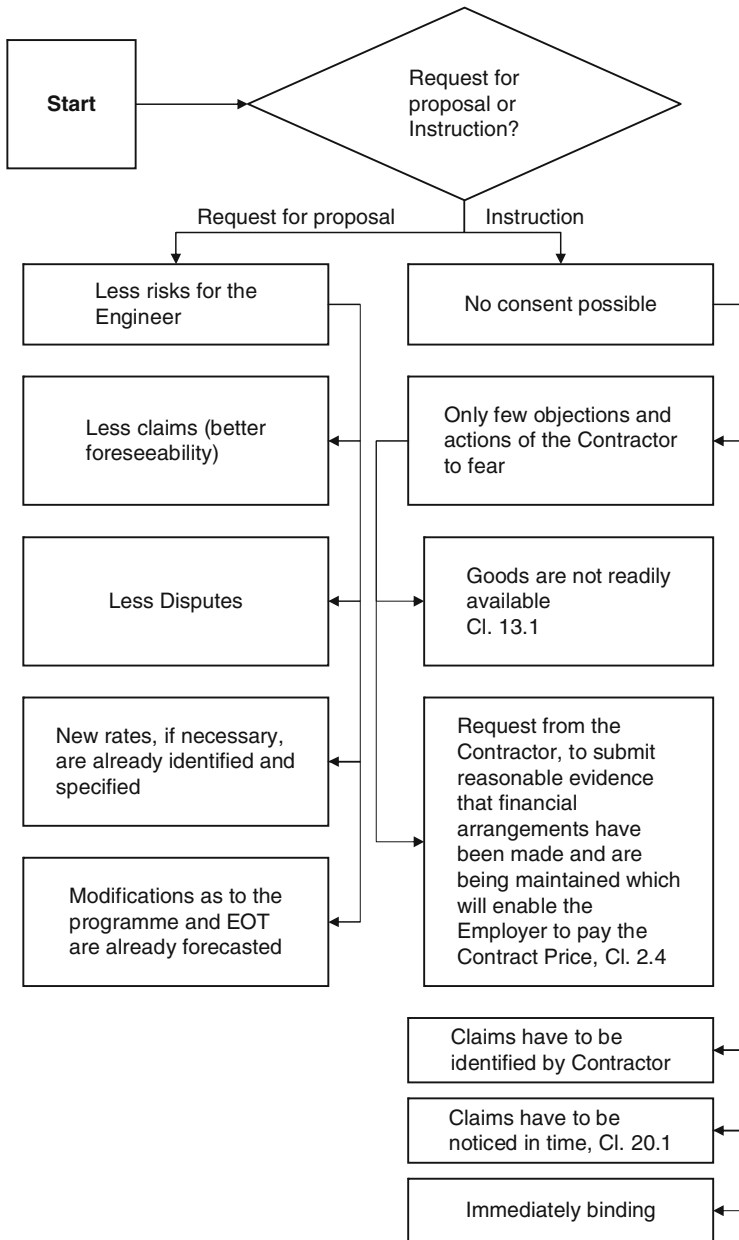 Start
Request for
proposal or
Instruction?
Request for proposal
Instruction
Less risks for the
Engineer
No consent possible
Less claims (better
foreseeability)
Only few objections and
actions of the Contractor
to fear
Less Disputes
Goods are not readily
available
Cl. 13.1
New rates, if necessary,
are already identified and
specified
Request from the
Contractor, to submit
reasonable evidence
that financial
arrangements have
been made and are
being maintained which
will enable the
Employer to pay the
Contract Price, Cl. 2.4
Modifications as to the
programme and EOT
are already forecasted
Claims have to be
identified by Contractor
Claims have to be
noticed in time, Cl. 20.1
Immediately binding